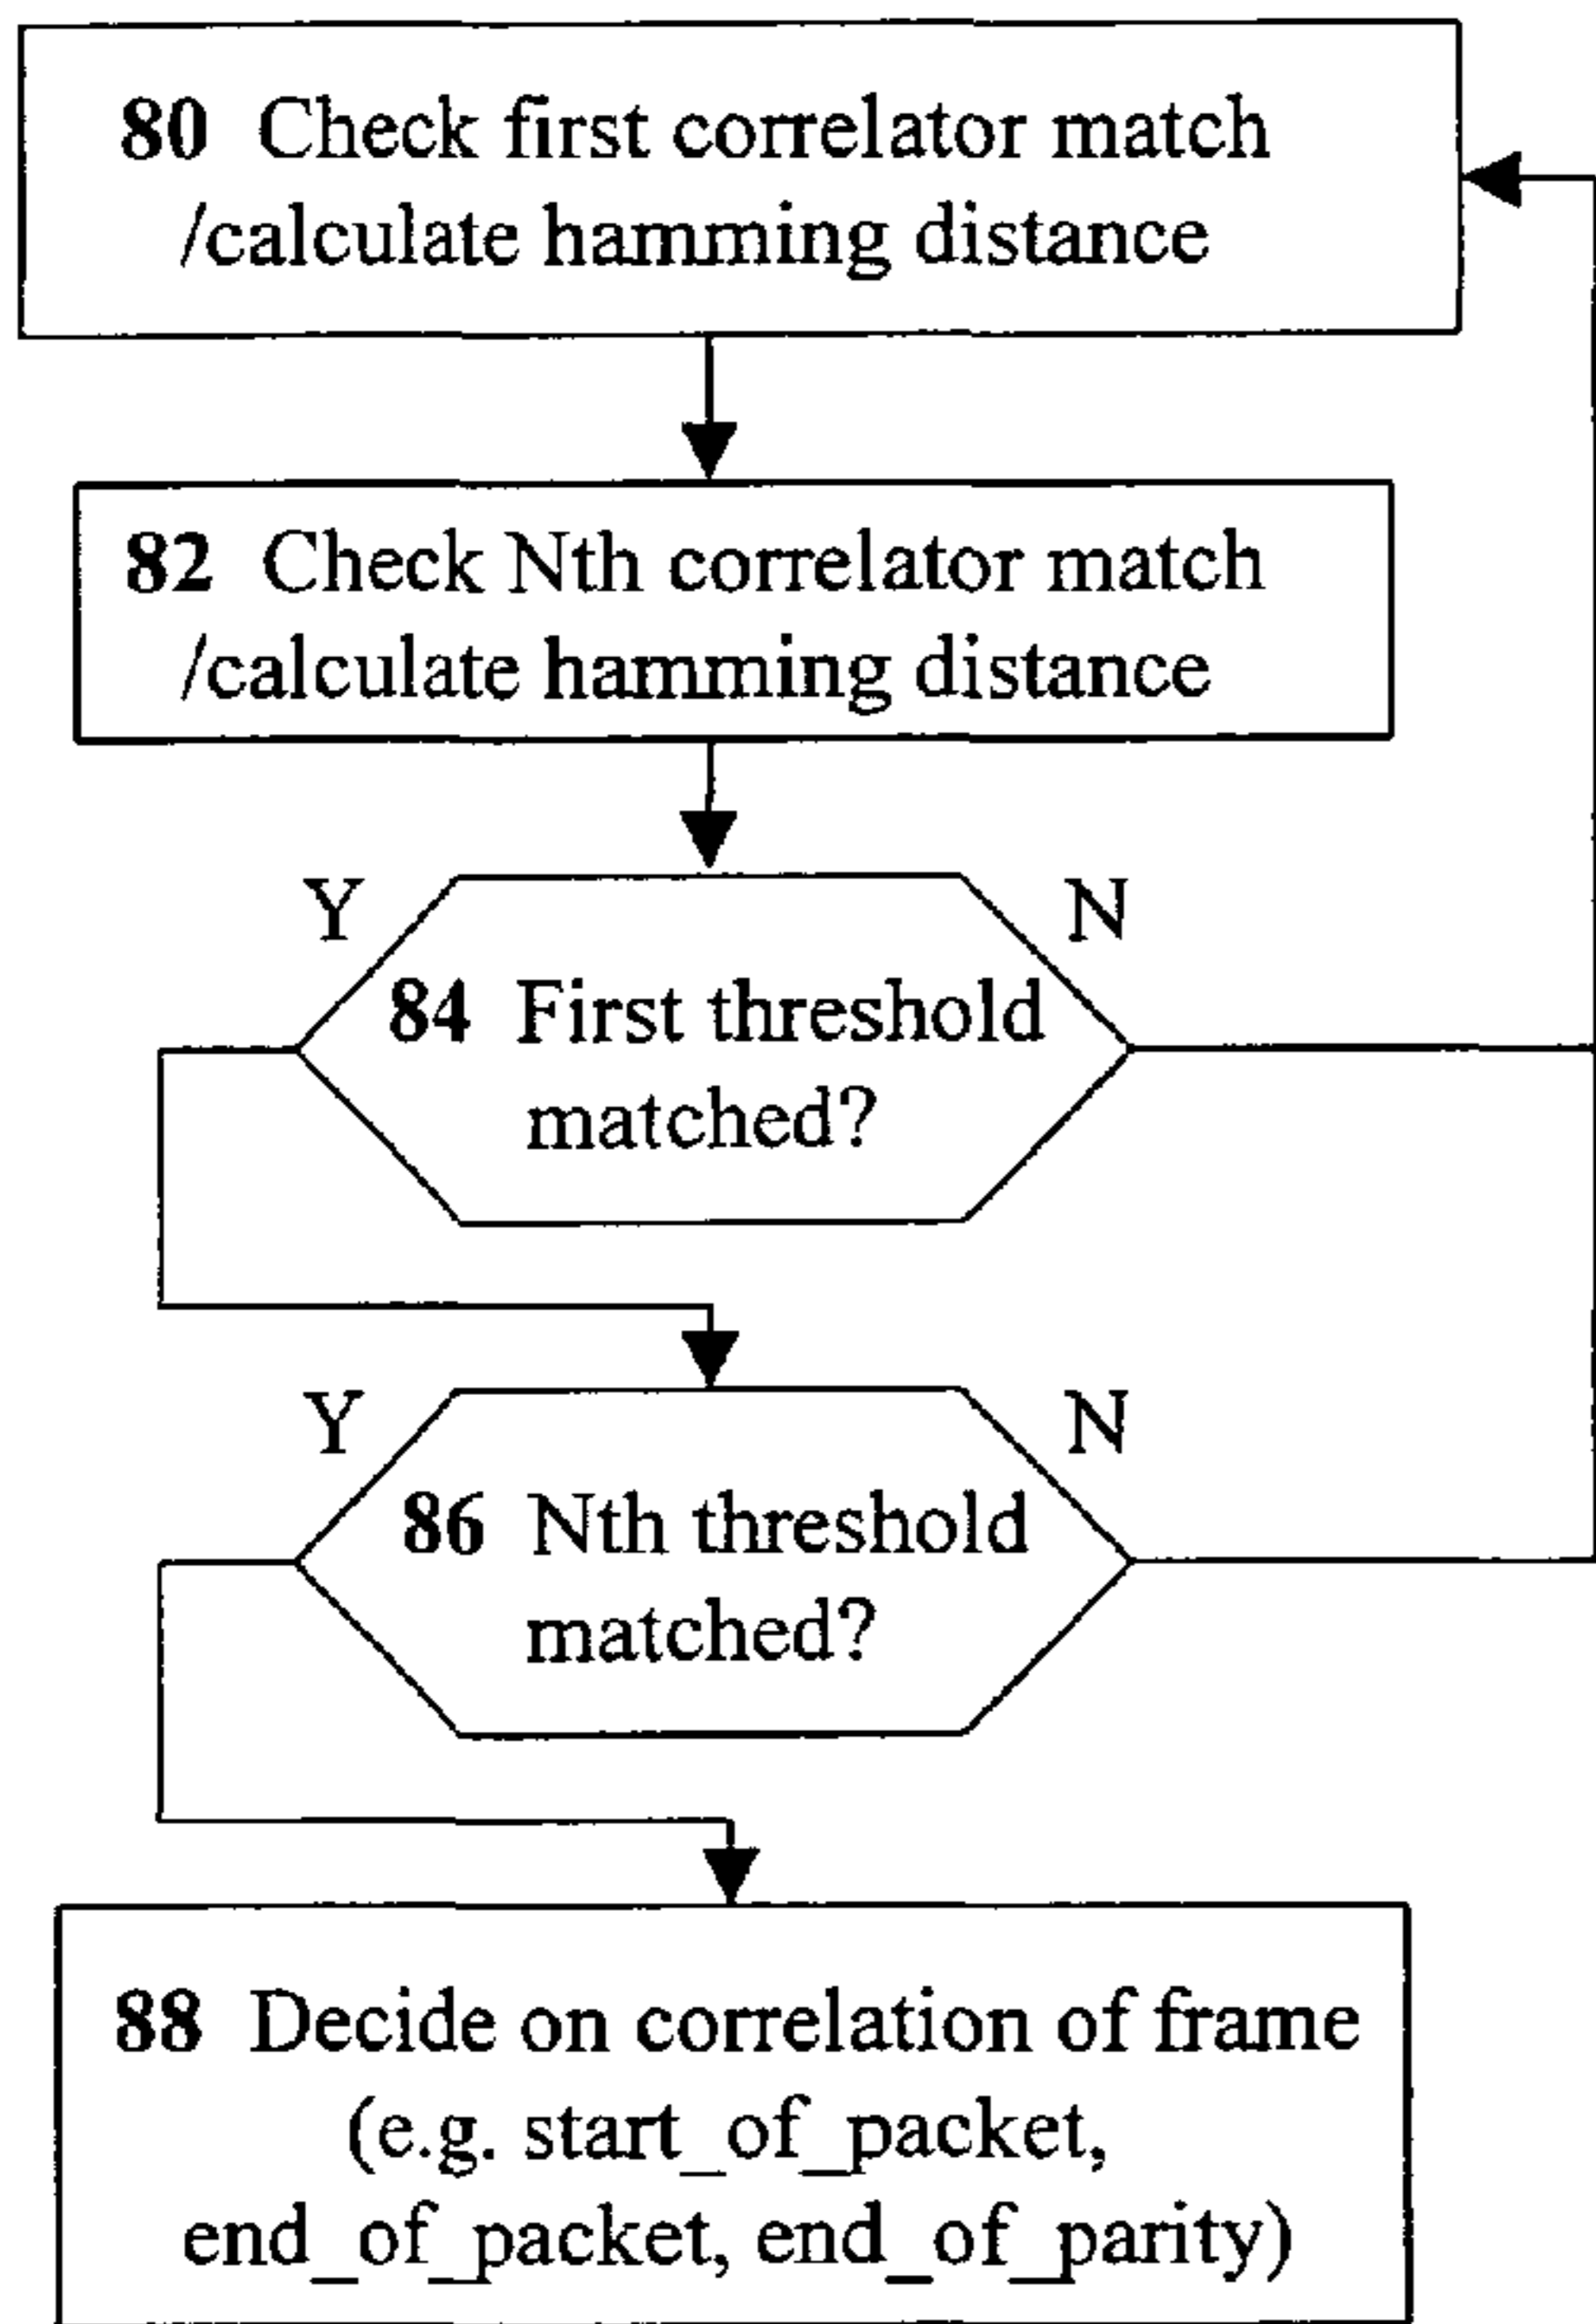 80 Check first correlator match
/calculate hamming distance
82 Check Nth correlator match
/calculate hamming distance
Y
N
84 First threshold
matched?
Y
N
86 Nth threshold
matched?
88 Decide on correlation of frame
(e.g. start_of_packet,
end_of_packet, end_of_parity)